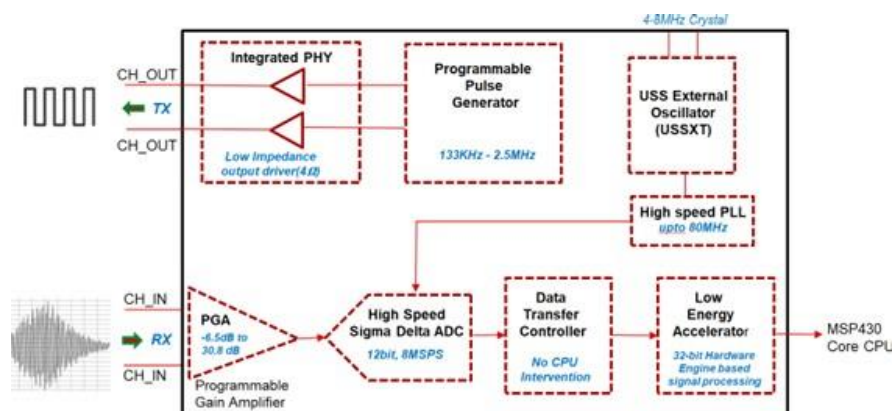 4-8MHz Crystal
Integrated PHY
CH_OUT
TX
CH_OUT
Low Impedance
output driver(4Ω)
Programmable
Pulse
Generator
133KHz - 2.5MHz
USS External
Oscillator
(USSXT)
High speed PLL
upto 80MHz
CH_IN
RX
CH_IN
PGA
-6.5dB to
30.8 dB
Programmable
Gain Amplifier
High Speed
Sigma Delta ADC
12bit, 8MSPS
Data
Transfer
Controller
No CPU
Intervention
Low
Energy
Accelerator
32-bit Hardware
Engine based
signal processing
MSP430
Core CPU